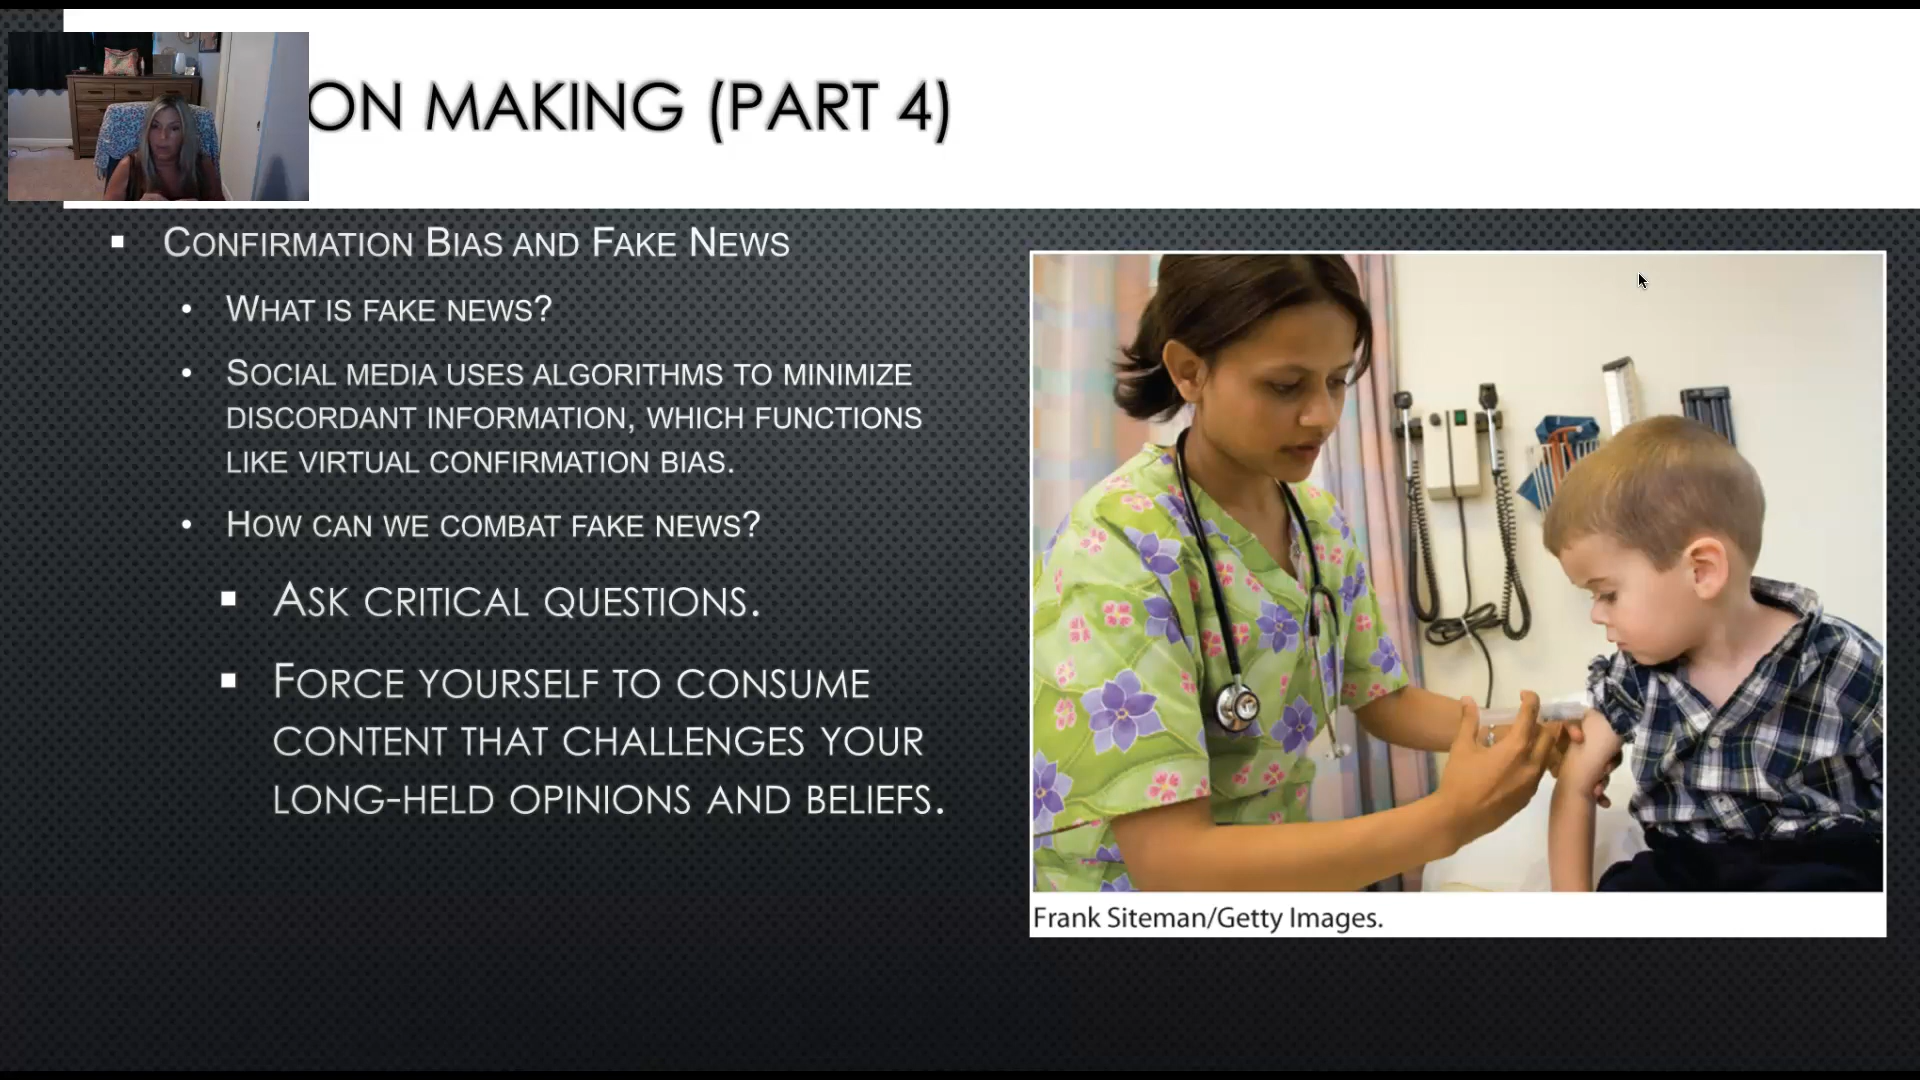 ON MAKING (PART 4)
CONFIRMATION BIAS AND FAKE NEWS
WHAT IS FAKE NEWS?
SOCIAL MEDIA USES ALGORITHMS TO MINIMIZE
DISCORDANT INFORMATION, WHICH FUNCTIONS
LIKE VIRTUAL CONFIRMATION BIAS.
HOW CAN WE COMBAT FAKE NEWS?
ASK CRITICAL QUESTIONS.
FORCE YOURSELF TO CONSUME
CONTENT THAT CHALLENGES YOUR
LONG-HELD OPINIONS AND BELIEFS.
Frank Siteman/Getty Images.